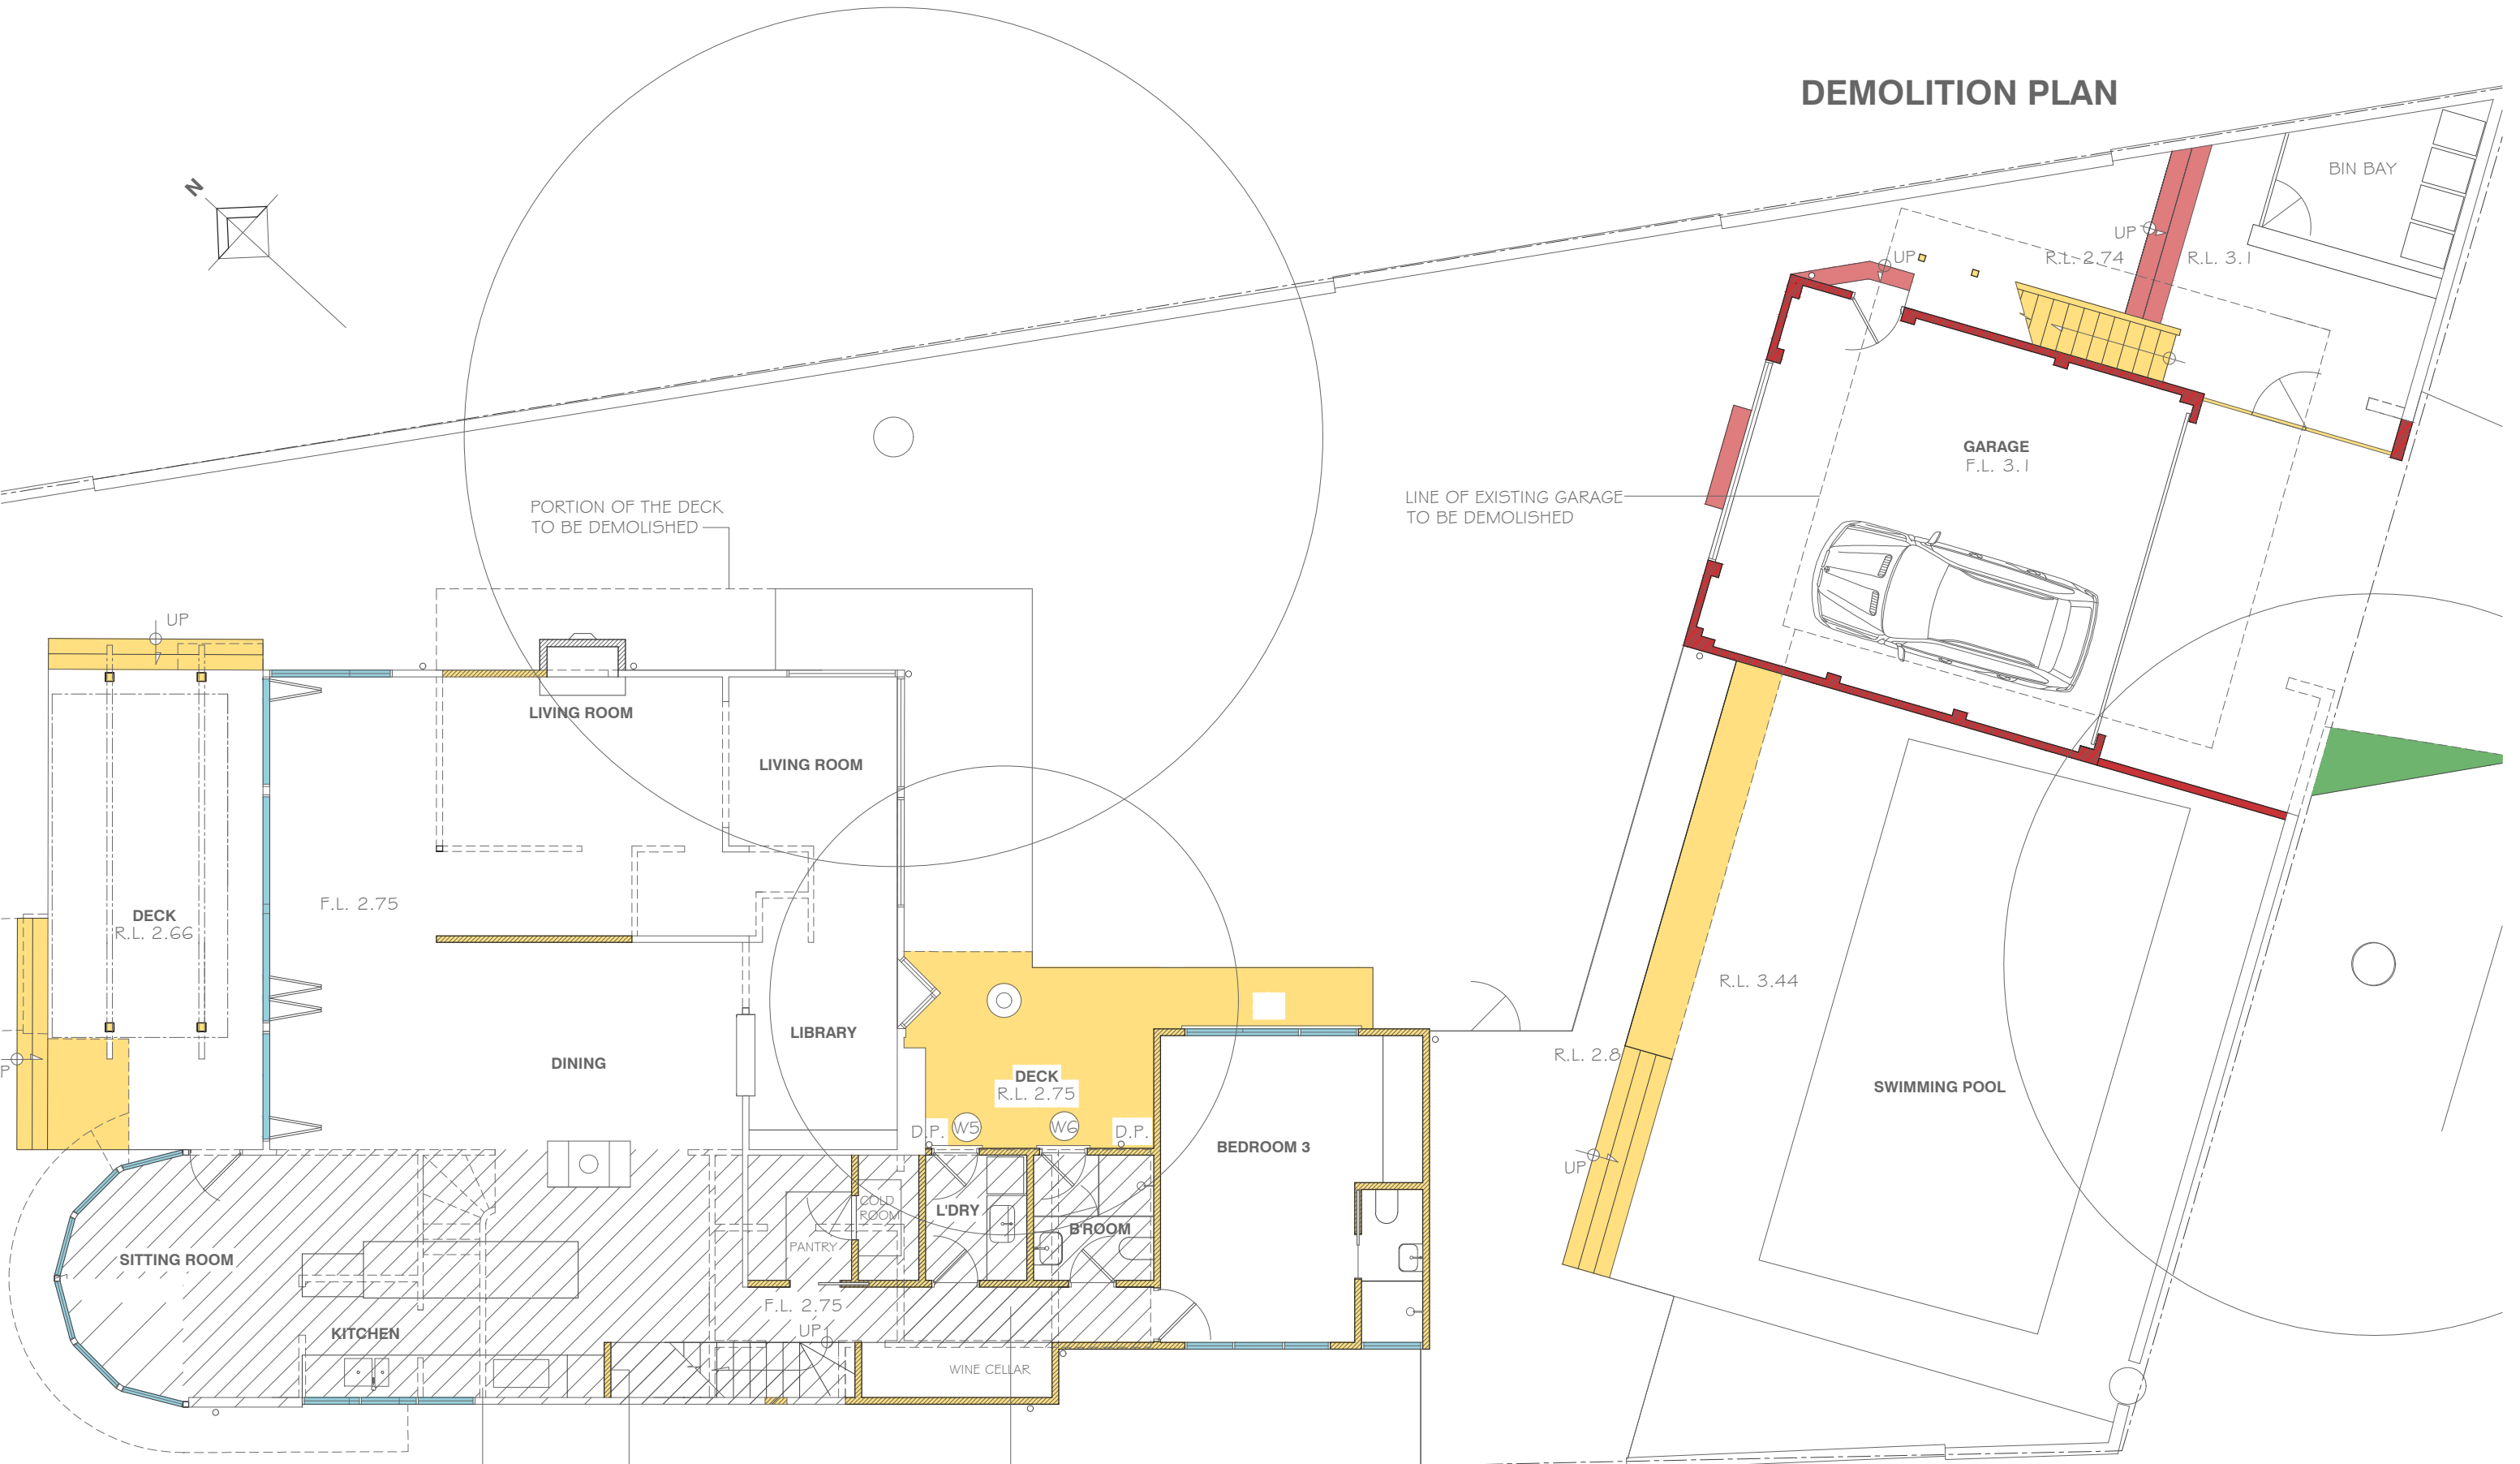 DEMOLITION PLAN
N
BIN BAY
UP
R.L. 2.74
R.L. 3.1
UP
GARAGE
F.L. 3.1
LINE OF EXISTING GARAGE
TO BE DEMOLISHED
PORTION OF THE DECK
TO BE DEMOLISHED
UP
LIVING ROOM
LIVING ROOM
F.L. 2.75
DECK
R.L. 2.66
P
DINING
LIBRARY
DECK
R.L. 2.75
D.P.
W5
W6
D.P.
BEDROOM 3
R.L. 3.44
R.L. 2.8
SWIMMING POOL
UP
COLD
ROOM
L'DRY
B'ROOM
PANTRY
SITTING ROOM
F.L. 2.75
UP
KITCHEN
WINE CELLAR